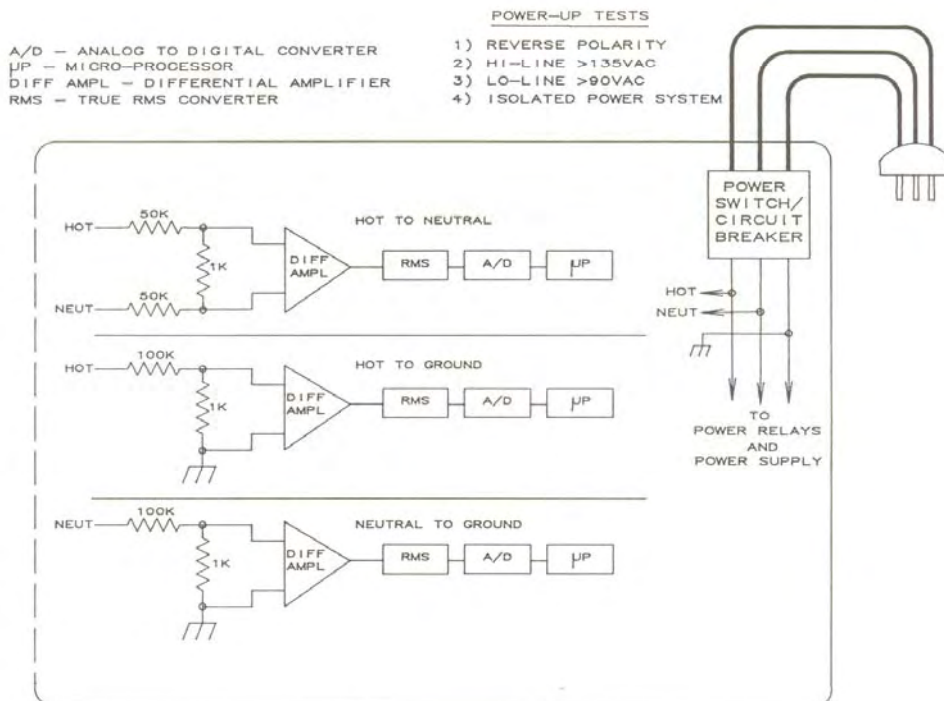 POWER-UP TESTS
A/D - ANALOG TO DIGITAL CONVERTER
µP - MICRO-PROCESSOR
DIFF AMPL - DIFFERENTIAL AMPLIFIER
RMS - TRUE RMS CONVERTER
1) REVERSE POLARITY
2) HI-LINE >135VAC
3) LO-LINE >90VAC
4) ISOLATED POWER SYSTEM
POWER
SWITCH/
CIRCUIT
BREAKER
HOT
50K
HOT TO NEUTRAL
1K
DIFF
AMPL
RMS
A/D
µP
NEUT
50K
HOT
NEUT
HOT
100K
HOT TO GROUND
1K
DIFF
AMPL
RMS
A/D
µP
TO
POWER RELAYS
AND
POWER SUPPLY
NEUT
100K
NEUTRAL TO GROUND
1K
DIFF
AMPL
RMS
A/D
µP